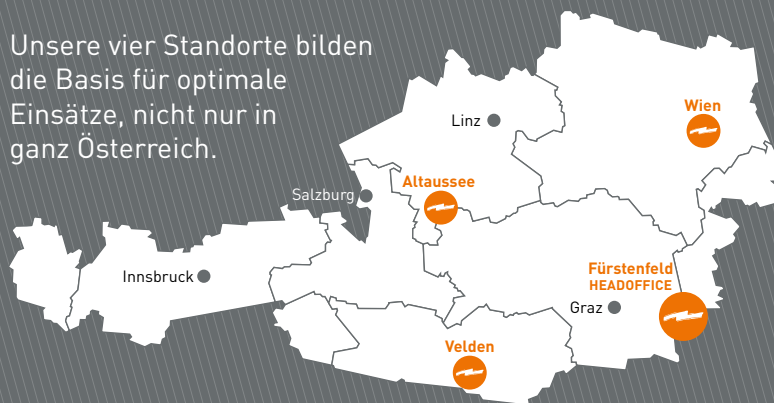 Unsere vier Standorte bilden
die Basis für optimale
Einsätze, nicht nur in
ganz Österreich.
Wien
Linz
Altaussee
Salzburg
Fürstenfeld
HEADOFFICE
Innsbruck
Graz
Velden